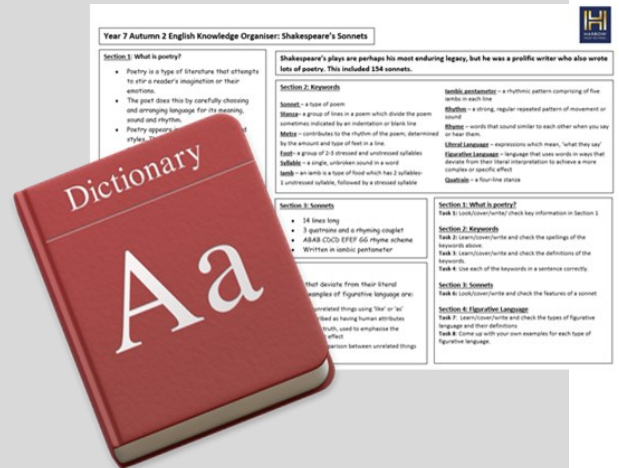 Year 7 Autumn 2 English Knowledge Organiser: Shakespeare's Sonnets
HARROW
Section 1: What is poetry?
• Poetry is a type of literature that attempts
to stir a reader's imagination or their
emotions.
• The poet does this by carefully choosing
and arranging language for its meaning,
sound and rhythm.
• Poetry appears
styles.
Shakespeare's plays are perhaps his most enduring legacy, but he was a prolific writer who also wrote
lots of poetry. This included 154 sonnets.
Section 2: Keywords
Sonnet – a type of poem
Stanza- a group of lines in a poem which divide the poem
sometimes indicated by an indentation or blank line
Metre – contributes to the rhythm of the poem, determined
by the amount and type of feet in a line.
Foot- a group of 2-3 stressed and unstressed syllables
Syllable – a single, unbroken sound in a word
Iamb – an iamb is a type of food which has 2 syllables-
1 unstressed syllable, followed by a stressed syllable
Iambic pentameter – a rhythmic pattern comprising of five
iambs in each line
Rhythm – a strong, regular repeated pattern of movement or
sound
Rhyme – words that sound similar to each other when you say
or hear them.
Literal Language – expressions which mean, 'what they say'
Figurative Language – language that uses words in ways that
deviate from their literal interpretation to achieve a more
complex or specific effect
Quatrain – a four-line stanza
Section 3: Sonnets
• 14 lines long
• 3 quatrains and a rhyming couplet
• ABAB CDCD EFEF GG rhyme scheme
• Written in iambic pentameter
that deviate from their literal
examples of figurative language are:
unrelated things using 'like' or 'as'
described as having human attributes
truth, used to emphasise the
effect
comparison between unrelated things
Section 1: What is poetry?
Task 1: Look/cover/write/ check key information in Section 1
Section 2: Keywords
Task 2: Learn/cover/write and check the spellings of the
keywords above.
Task 3: Learn/cover/write and check the definitions of the
keywords.
Task 4: Use each of the keywords in a sentence correctly.
Section 3: Sonnets
Task 6: Look/cover/write and check the features of a sonnet
Section 4: Figurative Language
Task 7: Learn/cover/write and check the types of figurative
language and their definitions
Task 8: Come up with your own examples for each type of
figurative language.
Dictionary
Aa